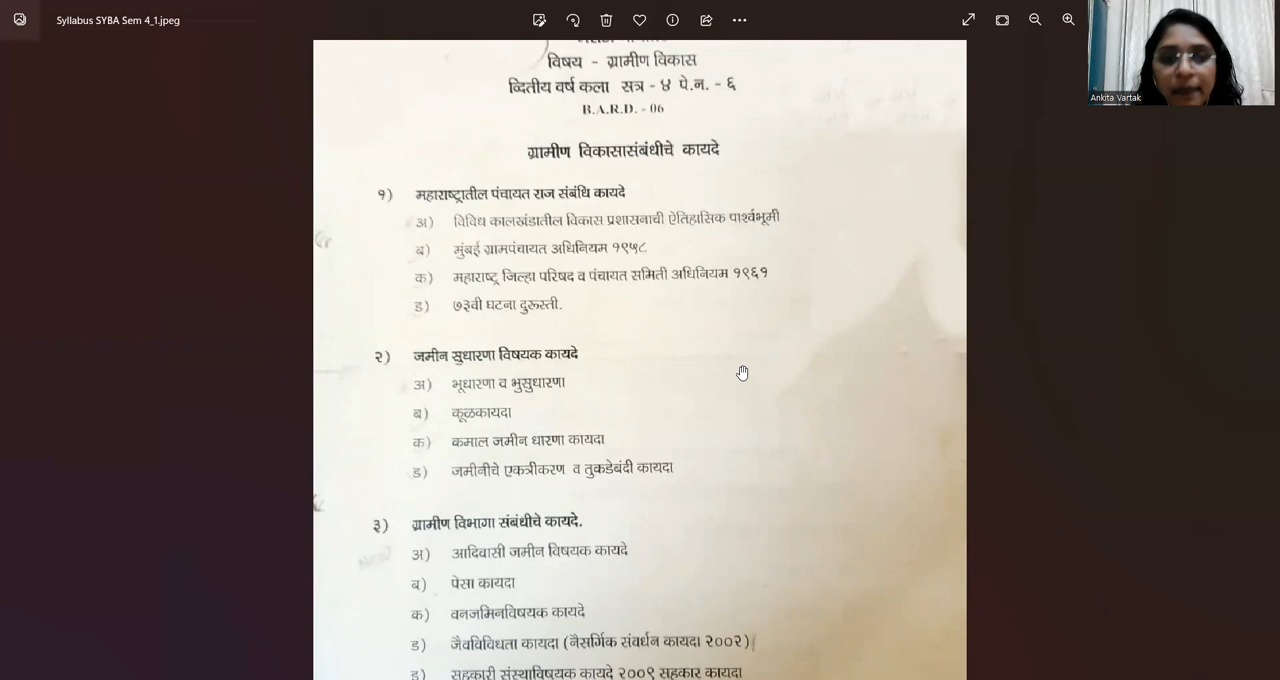 Syllabus SYBA Sem 4_1.jpeg
Ankita Vartak
विषय - ग्रामीण विकास
व्दितीय वर्ष कला सत्र - ४ पे.न. - ६
B.A.R.D. - 06
ग्रामीण विकासासंबंधीचे कायदे
१) महाराष्ट्रातील पंचायत राज संबंधि कायदे
अ) विविध कालखंडातील विकास प्रशासनाची ऐतिहासिक पार्श्वभूमी
ब) मुंबई ग्रामपंचायत अधिनियम १९५८
क) महाराष्ट्र जिल्हा परिषद व पंचायत समिती अधिनियम १९६१
ड) ७३वी घटना दुरूस्ती.
२) जमीन सुधारणा विषयक कायदे
अ) भूधारणा व भुसुधारणा
ब) कूळकायदा
क) कमाल जमीन धारणा कायदा
ड) जमीनीचे एकत्रीकरण व तुकडेबंदी कायदा
३) ग्रामीण विभागा संबंधीचे कायदे.
अ) आदिवासी जमीन विषयक कायदे
ब) पेसा कायदा
क) वनजमिनविषयक कायदे
ड) जैवविविधता कायदा (नैसर्गिक संवर्धन कायदा २००२)
इ) सहकारी संस्थाविषयक कायदे २००९ सहकार कायदा